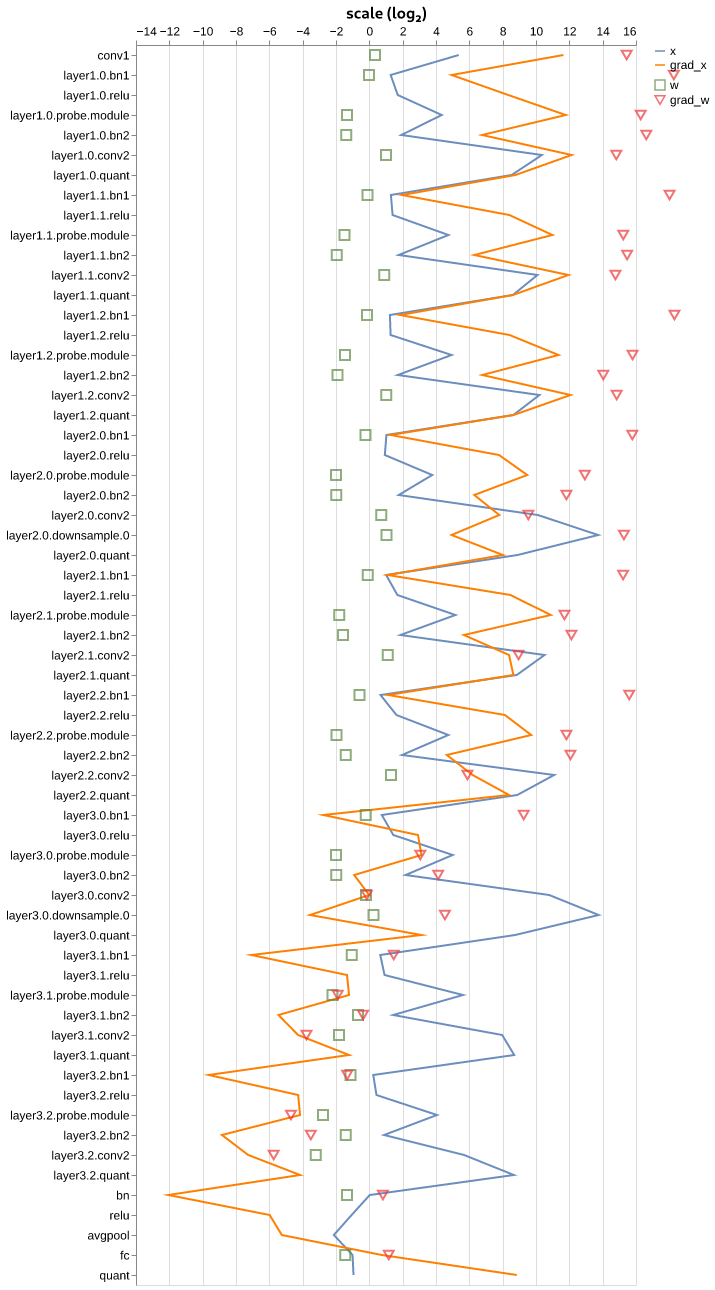 scale (log₂)
−14 −12 −10 −8 −6 −4 −2 0 2 4 6 8 10 12 14 16
x
grad_x
w
grad_w
conv1
layer1.0.bn1
layer1.0.relu
layer1.0.probe.module
layer1.0.bn2
layer1.0.conv2
layer1.0.quant
layer1.1.bn1
layer1.1.relu
layer1.1.probe.module
layer1.1.bn2
layer1.1.conv2
layer1.1.quant
layer1.2.bn1
layer1.2.relu
layer1.2.probe.module
layer1.2.bn2
layer1.2.conv2
layer1.2.quant
layer2.0.bn1
layer2.0.relu
layer2.0.probe.module
layer2.0.bn2
layer2.0.conv2
layer2.0.downsample.0
layer2.0.quant
layer2.1.bn1
layer2.1.relu
layer2.1.probe.module
layer2.1.bn2
layer2.1.conv2
layer2.1.quant
layer2.2.bn1
layer2.2.relu
layer2.2.probe.module
layer2.2.bn2
layer2.2.conv2
layer2.2.quant
layer3.0.bn1
layer3.0.relu
layer3.0.probe.module
layer3.0.bn2
layer3.0.conv2
layer3.0.downsample.0
layer3.0.quant
layer3.1.bn1
layer3.1.relu
layer3.1.probe.module
layer3.1.bn2
layer3.1.conv2
layer3.1.quant
layer3.2.bn1
layer3.2.relu
layer3.2.probe.module
layer3.2.bn2
layer3.2.conv2
layer3.2.quant
bn
relu
avgpool
fc
quant